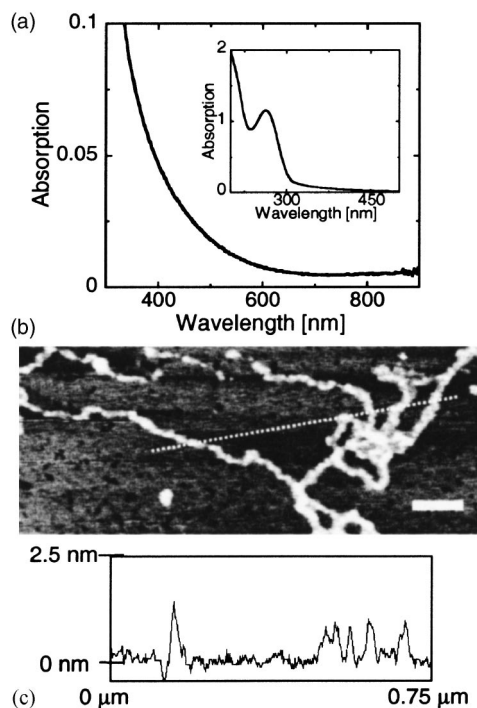 (a)
0.1
0.05
0
Absorption
400 600 800
Wavelength [nm]
2
1
0
Absorption
300 450
Wavelength [nm]
(b)
2.5 nm
0 nm
(c) 0 µm 0.75 µm